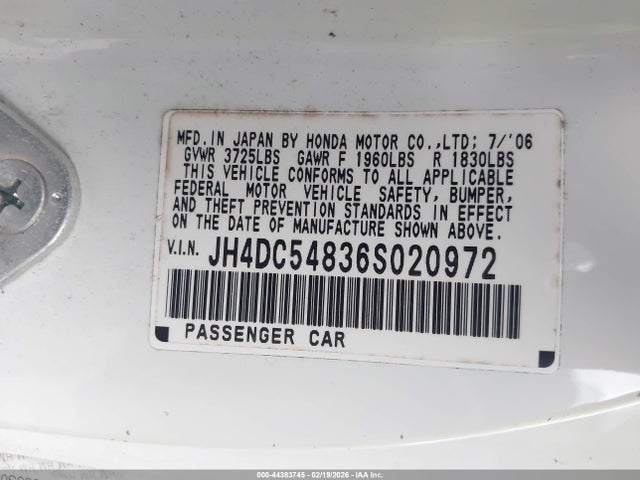 MFD.IN JAPAN BY HONDA MOTOR CO.,LTD; 7/'06
GVWR 3725LBS GAWR F 1960LBS R 1830LBS
THIS VEHICLE CONFORMS TO ALL APPLICABLE
FEDERAL MOTOR VEHICLE SAFETY, BUMPER,
AND THEFT PREVENTION STANDARDS IN EFFECT
ON THE DATE OF MANUFACTURE SHOWN ABOVE.
V.I.N. JH4DC54836S020972
PASSENGER CAR
000-44383745 - 02/19/2026 - IAAI.COM